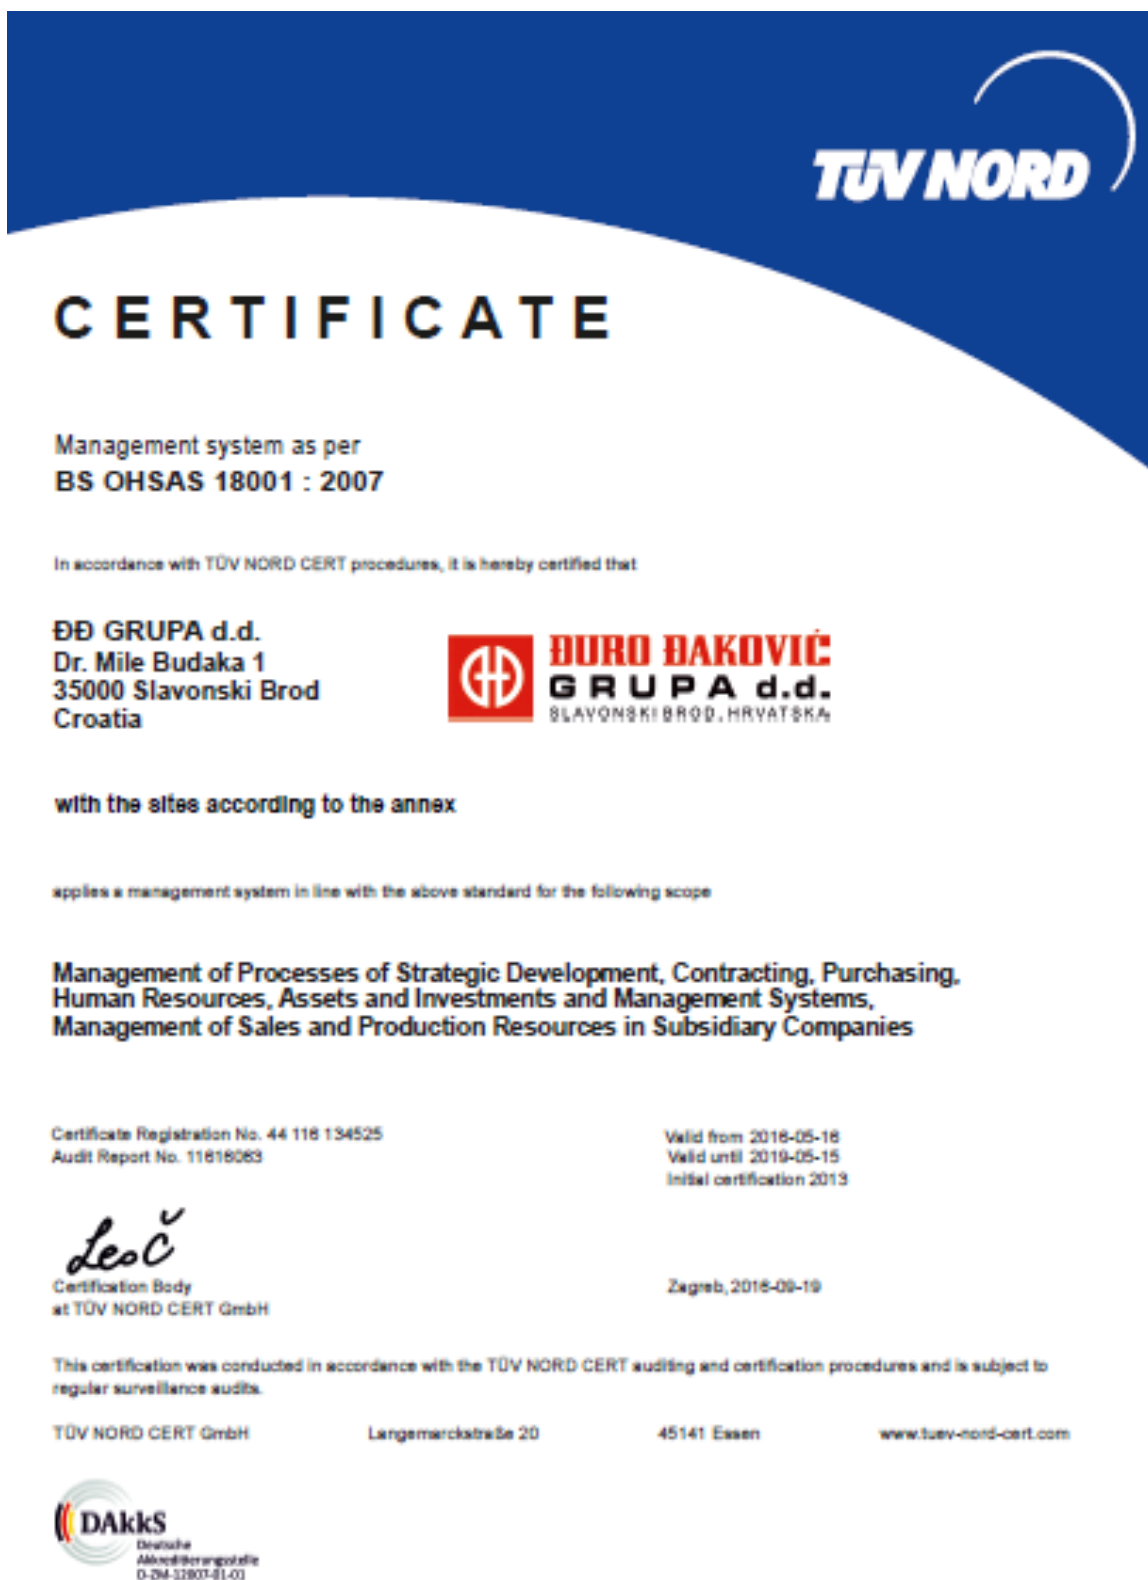 TÜV NORD
CERTIFICATE
Management system as per
BS OHSAS 18001 : 2007
In accordance with TÜV NORD CERT procedures, it is hereby certified that
ĐĐ GRUPA d.d.
Dr. Mile Budaka 1
35000 Slavonski Brod
Croatia
ĐURO ĐAKOVIĆ
GRUPA d.d.
SLAVONSKI BROD, HRVATSKA
with the sites according to the annex
applies a management system in line with the above standard for the following scope
Management of Processes of Strategic Development, Contracting, Purchasing,
Human Resources, Assets and Investments and Management Systems,
Management of Sales and Production Resources in Subsidiary Companies
Certificate Registration No. 44 116 134525
Audit Report No. 11616063
Valid from 2016-05-16
Valid until 2019-05-15
Initial certification 2013
Certification Body
at TÜV NORD CERT GmbH
Zagreb, 2016-09-19
This certification was conducted in accordance with the TÜV NORD CERT auditing and certification procedures and is subject to
regular surveillance audits.
TÜV NORD CERT GmbH Langemarckstraße 20 45141 Essen www.tuev-nord-cert.com
DAkkS
Deutsche
Akkreditierungsstelle
D-ZM-12007-01-01